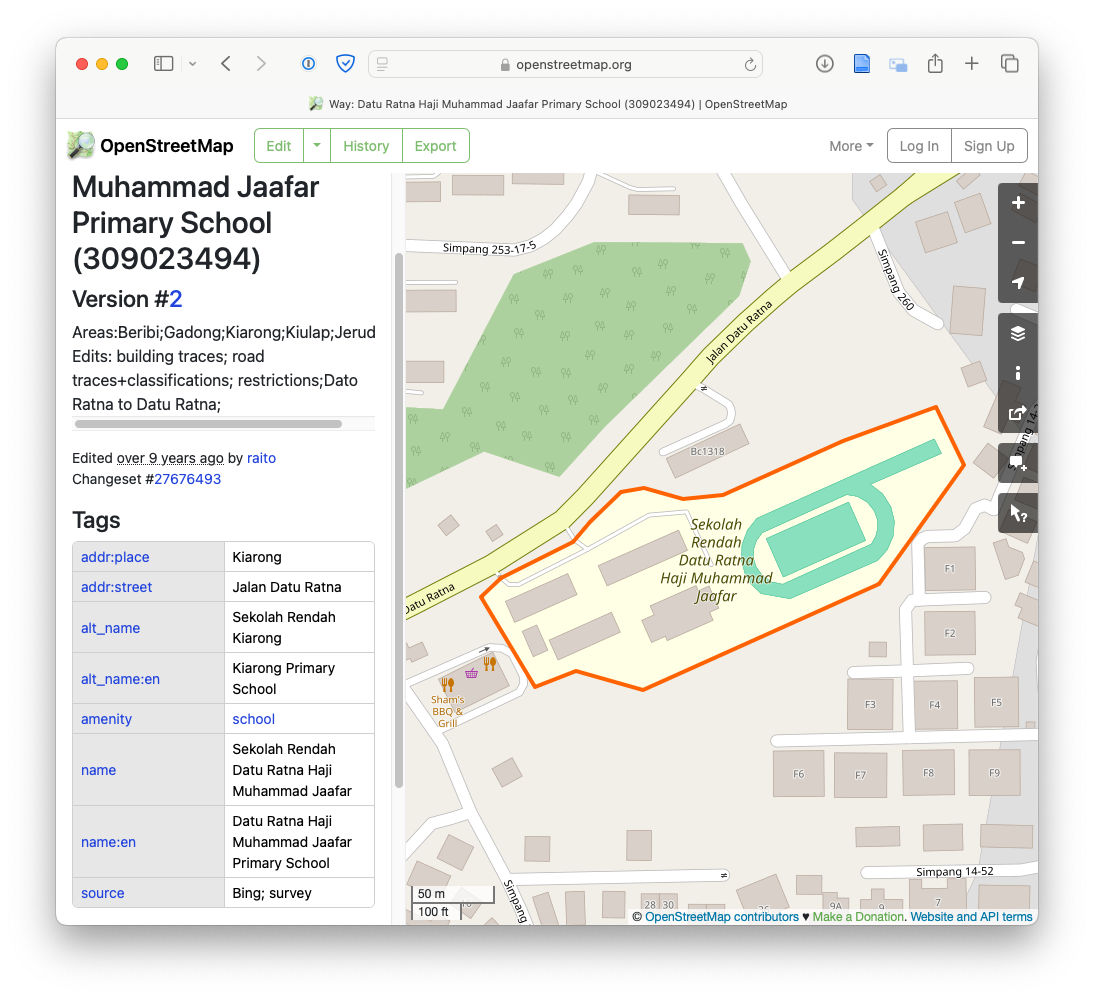 openstreetmap.org
Way: Datu Ratna Haji Muhammad Jaafar Primary School (309023494) | OpenStreetMap
OpenStreetMap
Edit
History
Export
More
Log In
Sign Up
Muhammad Jaafar
Primary School
(309023494)
Version #2
Areas:Beribi;Gadong;Kiarong;Kiulap;Jerud
Edits: building traces; road
traces+classifications; restrictions;Dato
Ratna to Datu Ratna;
Edited over 9 years ago by raito
Changeset #27676493
Tags
addr:place
Kiarong
addr:street
Jalan Datu Ratna
alt_name
Sekolah Rendah
Kiarong
alt_name:en
Kiarong Primary
School
amenity
school
name
Sekolah Rendah
Datu Ratna Haji
Muhammad Jaafar
name:en
Datu Ratna Haji
Muhammad Jaafar
Primary School
source
Bing; survey
Simpang 253-17-5
Simpang 260
Jalan Datu Ratna
Bc1318
Simpang 14-
Sekolah
Rendah
Datu Ratna
Haji Muhammad
Jaafar
Datu Ratna
F1
F2
Sham's
BBQ &
Grill
F3
F4
F5
F6
F7
F8
F9
Simpang 14-52
Simpang
28
30
9A
9
7
50 m
100 ft
© OpenStreetMap contributors ♥ Make a Donation. Website and API terms